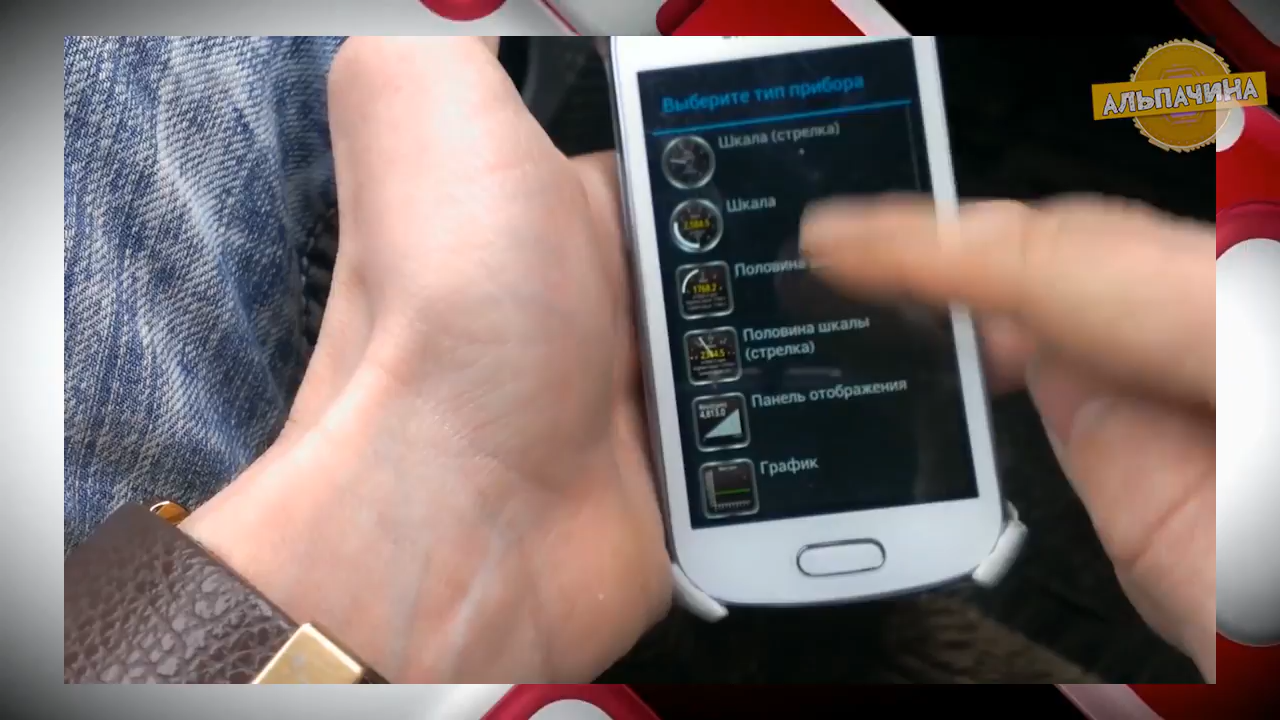 АЛЬПАЧИНА
Выберите тип прибора
Шкала (стрелка)
Шкала
Половина
Половина шкалы
(стрелка)
Панель отображения
График